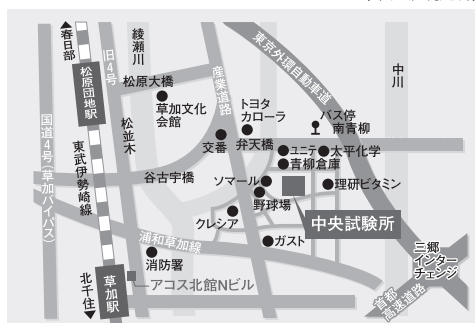 ▲春日部
旧4号
綾瀬川
松原団地駅
松原大橋
草加文化
会館
産業道路
東京外環自動車道
中川
トヨタ
カローラ
バス停
南青柳
国道4号(草加バイパス)
東武伊勢崎線
松並木
交番
弁天橋
ユニテ
太平化学
青柳倉庫
谷古宇橋
ソマール
理研ビタミン
野球場
中央試験所
クレシア
浦和草加線
ガスト
消防署
三郷
インター
チェンジ
北千住▼
草加駅
アコス北館Nビル
首都
高速道路